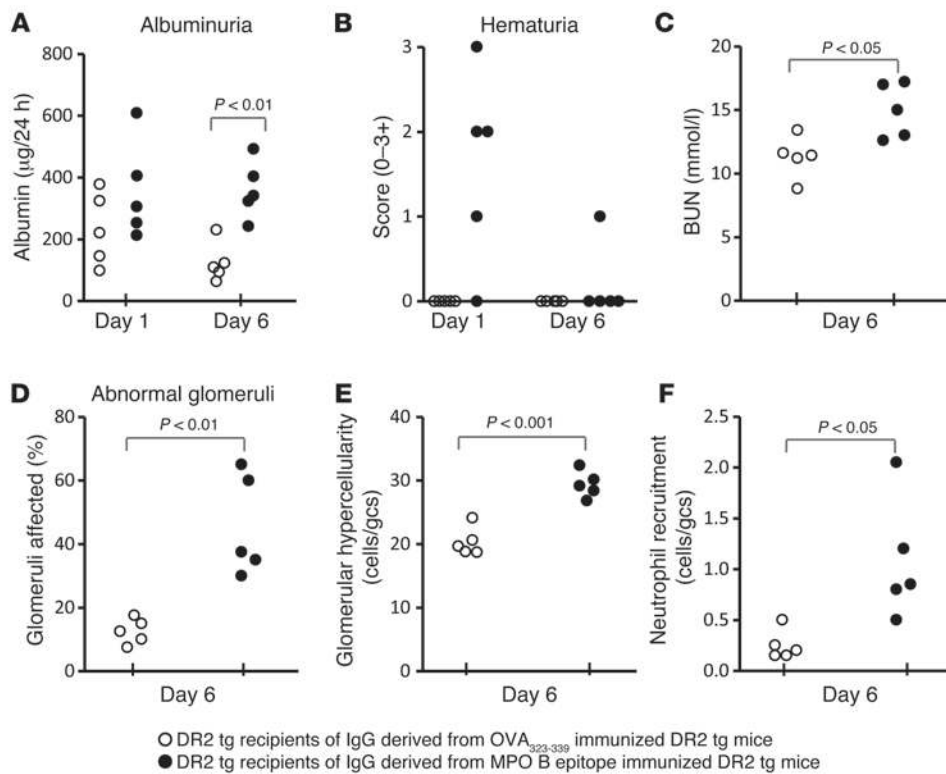 A Albuminuria
Albumin (μg/24 h)
800
600
400
200
0
P < 0.01
Day 1 Day 6
B Hematuria
Score (0–3+)
3
2
1
0
Day 1 Day 6
C
BUN (mmol/l)
20
15
10
5
0
P < 0.05
Day 6
D Abnormal glomeruli
Glomeruli affected (%)
80
60
40
20
0
P < 0.01
Day 6
E
Glomerular hypercellularity
(cells/gcs)
40
30
20
10
0
P < 0.001
Day 6
F
Neutrophil recruitment
(cells/gcs)
2.5
2.0
1.5
1.0
0.5
0.0
P < 0.05
Day 6
DR2 tg recipients of IgG derived from OVA323-339 immunized DR2 tg mice
DR2 tg recipients of IgG derived from MPO B epitope immunized DR2 tg mice